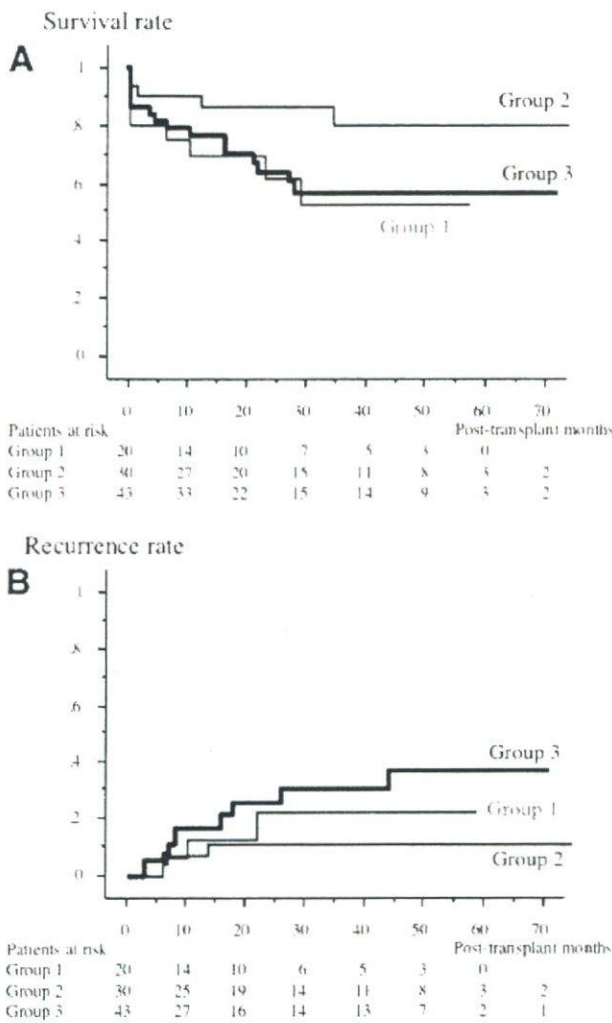 Survival rate
A
1
Group 2
.8
Group 3
.6
Group 1
.4
.2
0
0 10 20 30 40 50 60 70
Patients at risk Post-transplant months
Group 1 20 14 10 7 5 3 0
Group 2 30 27 20 15 11 8 3 2
Group 3 43 33 22 15 14 9 3 2
Recurrence rate
B
1
.8
.6
.4
Group 3
Group 1
.2
Group 2
0
0 10 20 30 40 50 60 70
Patients at risk Post-transplant months
Group 1 20 14 10 6 5 3 0
Group 2 30 25 19 14 11 8 3 2
Group 3 43 27 16 14 13 7 2 1